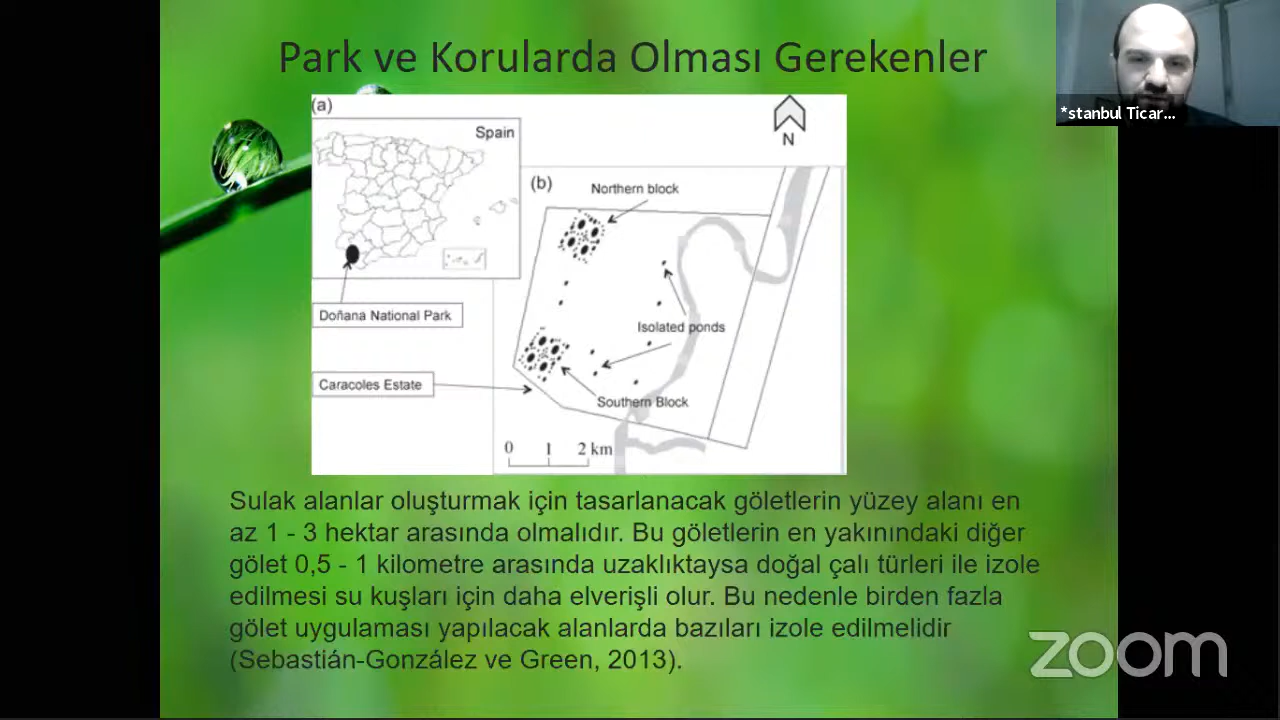 Park ve Korularda Olması Gerekenler
*stanbul Ticar...
(a)
Spain
N
(b)
Northern block
Doñana National Park
Isolated ponds
Caracoles Estate
Southern Block
0 1 2 km
Sulak alanlar oluşturmak için tasarlanacak göletlerin yüzey alanı en
az 1 - 3 hektar arasında olmalıdır. Bu göletlerin en yakınındaki diğer
gölet 0,5 - 1 kilometre arasında uzaklıktaysa doğal çalı türleri ile izole
edilmesi su kuşları için daha elverişli olur. Bu nedenle birden fazla
gölet uygulaması yapılacak alanlarda bazıları izole edilmelidir
(Sebastián-González ve Green, 2013).
zoom